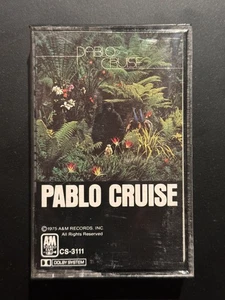 PABLO
CRUISE
PABLO CRUISE
©1975 A&M RECORDS, INC.
All Rights Reserved
A&M
CS-3111
DOLBY SYSTEM